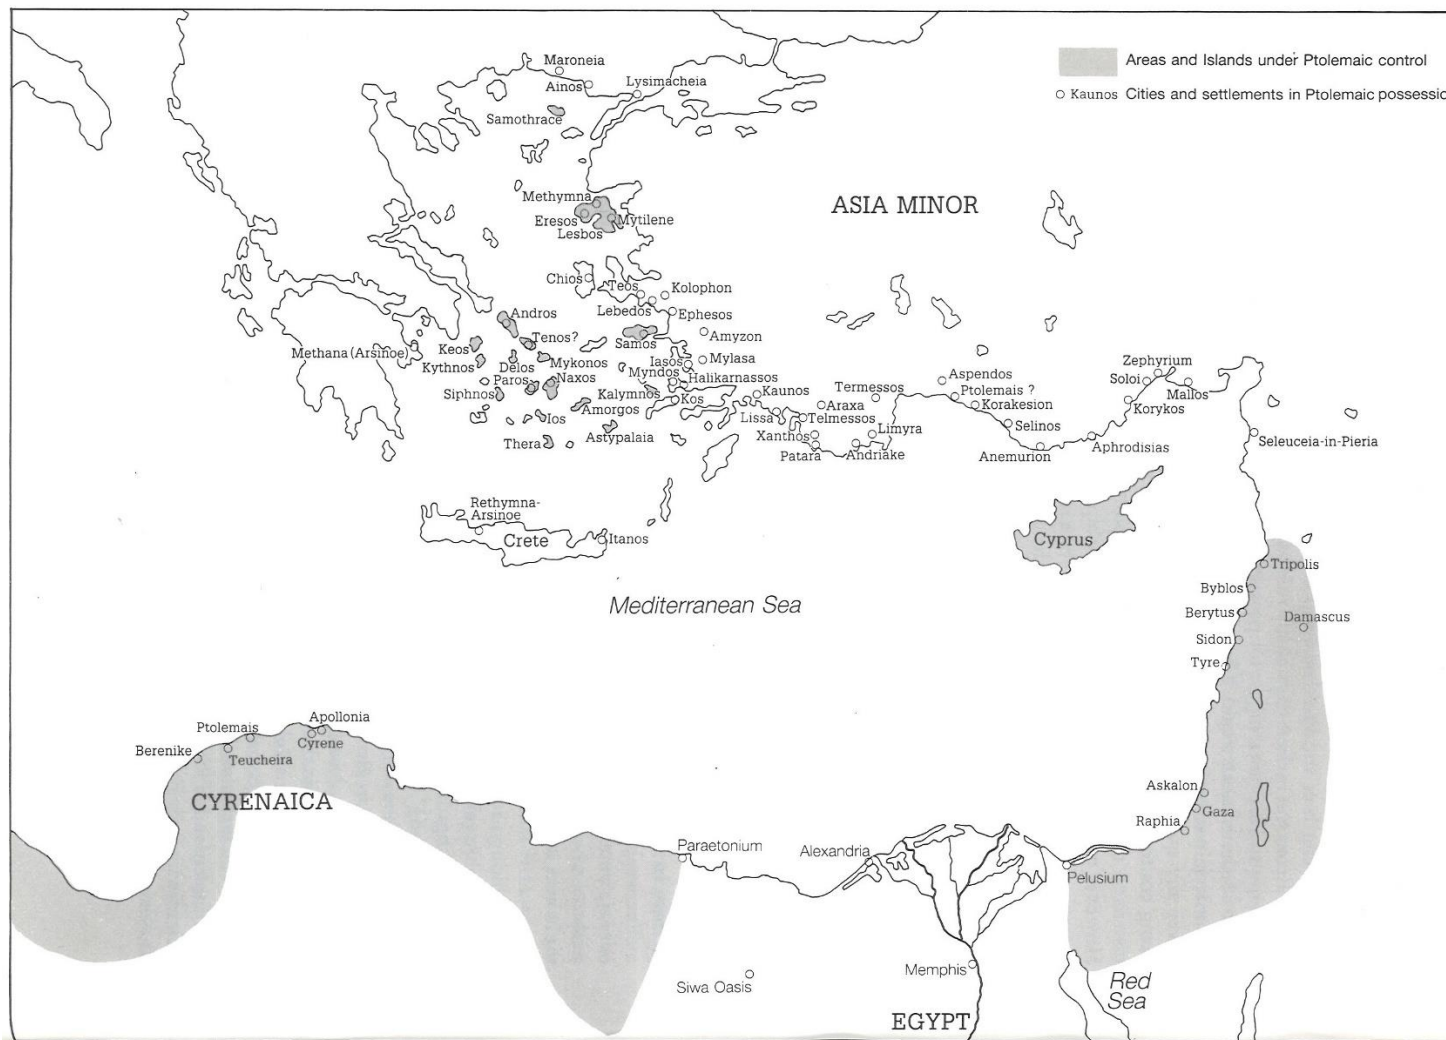 Areas and Islands under Ptolemaic control
Kaunos Cities and settlements in Ptolemaic possessio
Maroneia
Ainos
Lysimacheia
Samothrace
ASIA MINOR
Methymna
Eresos
Mytilene
Lesbos
Chios
Teos
Kolophon
Lebedos
Ephesos
Andros
Tenos?
Samos
Amyzon
Methana (Arsinoe)
Keos
Kythnos
Delos
Mykonos
Iasos
Mylasa
Paros
Naxos
Myndos
Halikarnassos
Siphnos
Kalymnos
Kos
Kaunos
Termessos
Aspendos
Ptolemais ?
Zephyrium
Soloi
Mallos
Korykos
Amorgos
Ios
Araxa
Korakesion
Lissa
Telmessos
Selinos
Thera
Astypalaia
Xanthos
Limyra
Patara
Andriake
Anemurion
Aphrodisias
Seleuceia-in-Pieria
Rethymna-
Arsinoe
Crete
Itanos
Cyprus
Tripolis
Byblos
Mediterranean Sea
Berytus
Damascus
Sidon
Tyre
Apollonia
Ptolemais
Cyrene
Berenike
Teucheira
CYRENAICA
Askalon
Gaza
Raphia
Paraetonium
Alexandria
Pelusium
Memphis
Siwa Oasis
Red
Sea
EGYPT